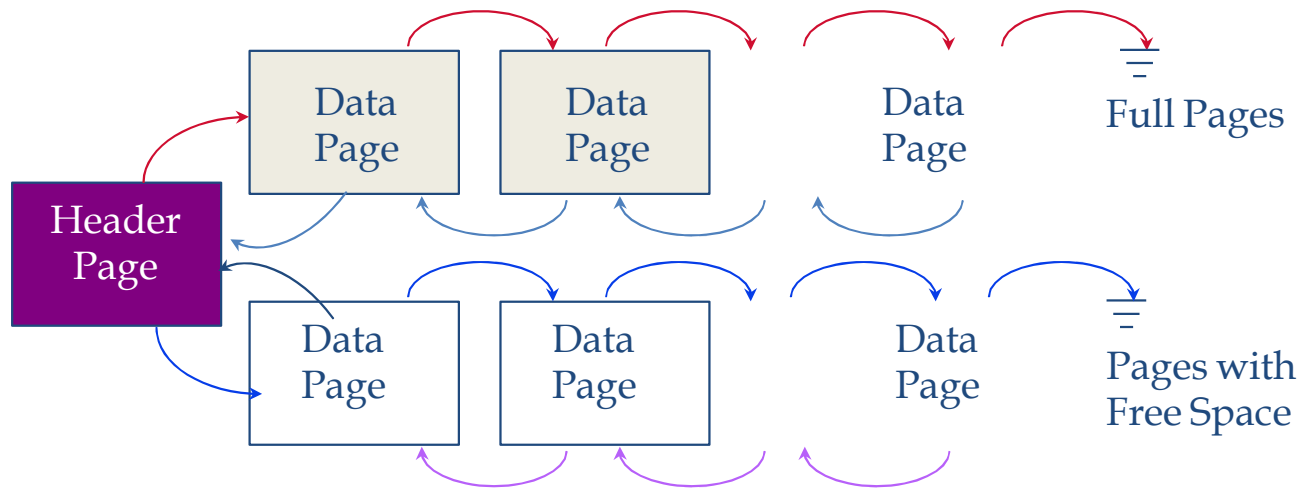 Data
Page
Data
Page
Data
Page
Full Pages
Header
Page
Data
Page
Data
Page
Data
Page
Pages with
Free Space